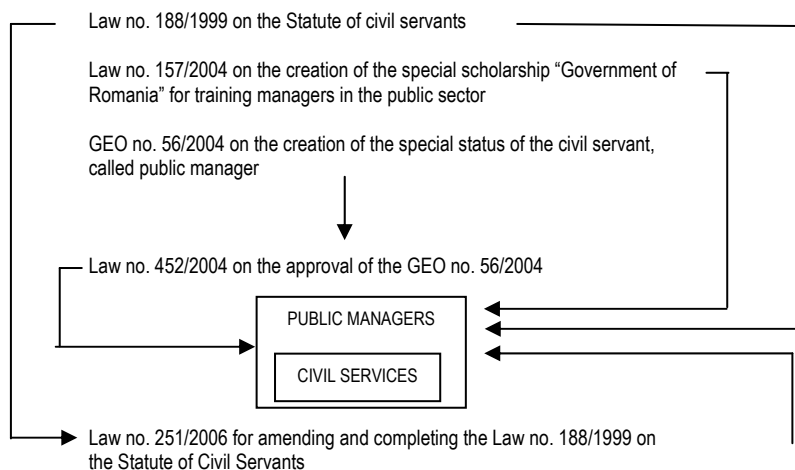 Law no. 188/1999 on the Statute of civil servants
Law no. 157/2004 on the creation of the special scholarship “Government of
Romania” for training managers in the public sector
GEO no. 56/2004 on the creation of the special status of the civil servant,
called public manager
Law no. 452/2004 on the approval of the GEO no. 56/2004
PUBLIC MANAGERS
CIVIL SERVICES
Law no. 251/2006 for amending and completing the Law no. 188/1999 on
the Statute of Civil Servants